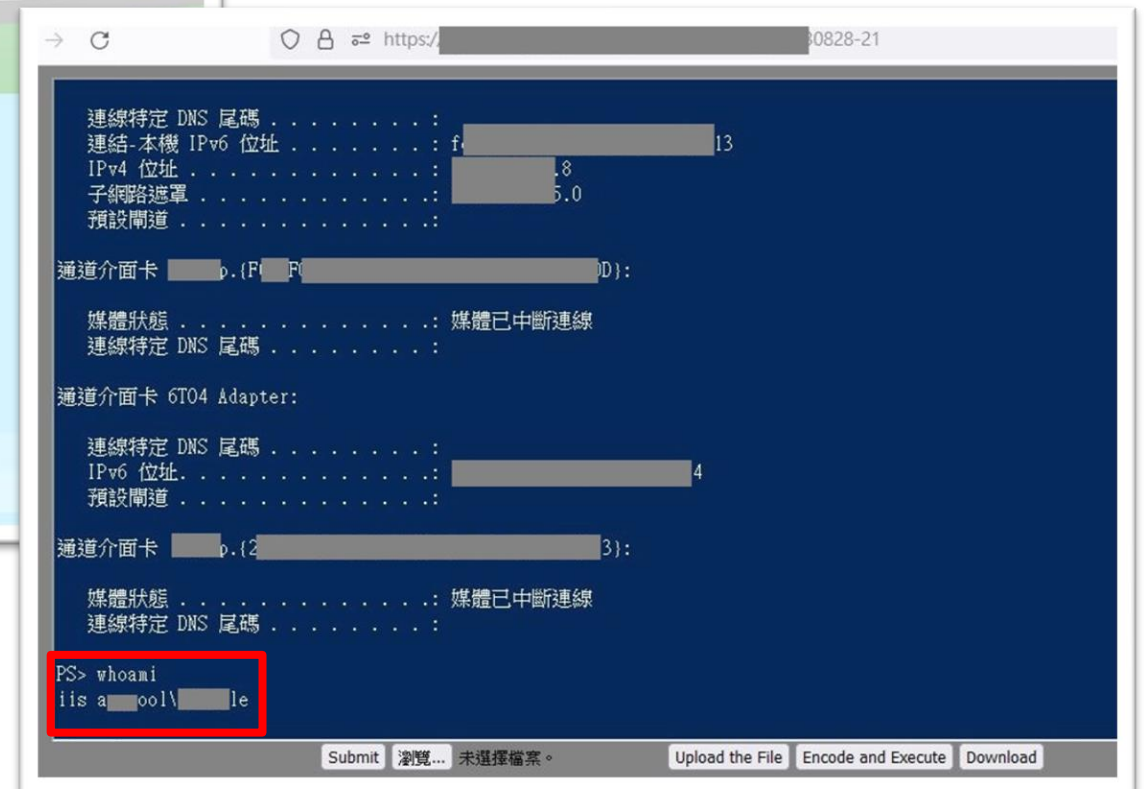 https:/ 30828-21
連線特定 DNS 尾碼 . . . . . . . . :
連結-本機 IPv6 位址 . . . . . . . : f 13
IPv4 位址 . . . . . . . . . . . . : .8
子網路遮罩 . . . . . . . . . . . .: 5.0
預設閘道 . . . . . . . . . . . . .:
通道介面卡 p.{F F D}:
媒體狀態 . . . . . . . . . . . . .: 媒體已中斷連線
連線特定 DNS 尾碼 . . . . . . . . :
通道介面卡 6TO4 Adapter:
連線特定 DNS 尾碼 . . . . . . . . :
IPv6 位址. . . . . . . . . . . . .: 4
預設閘道 . . . . . . . . . . . . .:
通道介面卡 p.{2 3}:
媒體狀態 . . . . . . . . . . . . .: 媒體已中斷連線
連線特定 DNS 尾碼 . . . . . . . . :
PS> whoami
iis a ool\ le
Submit 瀏覽... 未選擇檔案。 Upload the File Encode and Execute Download